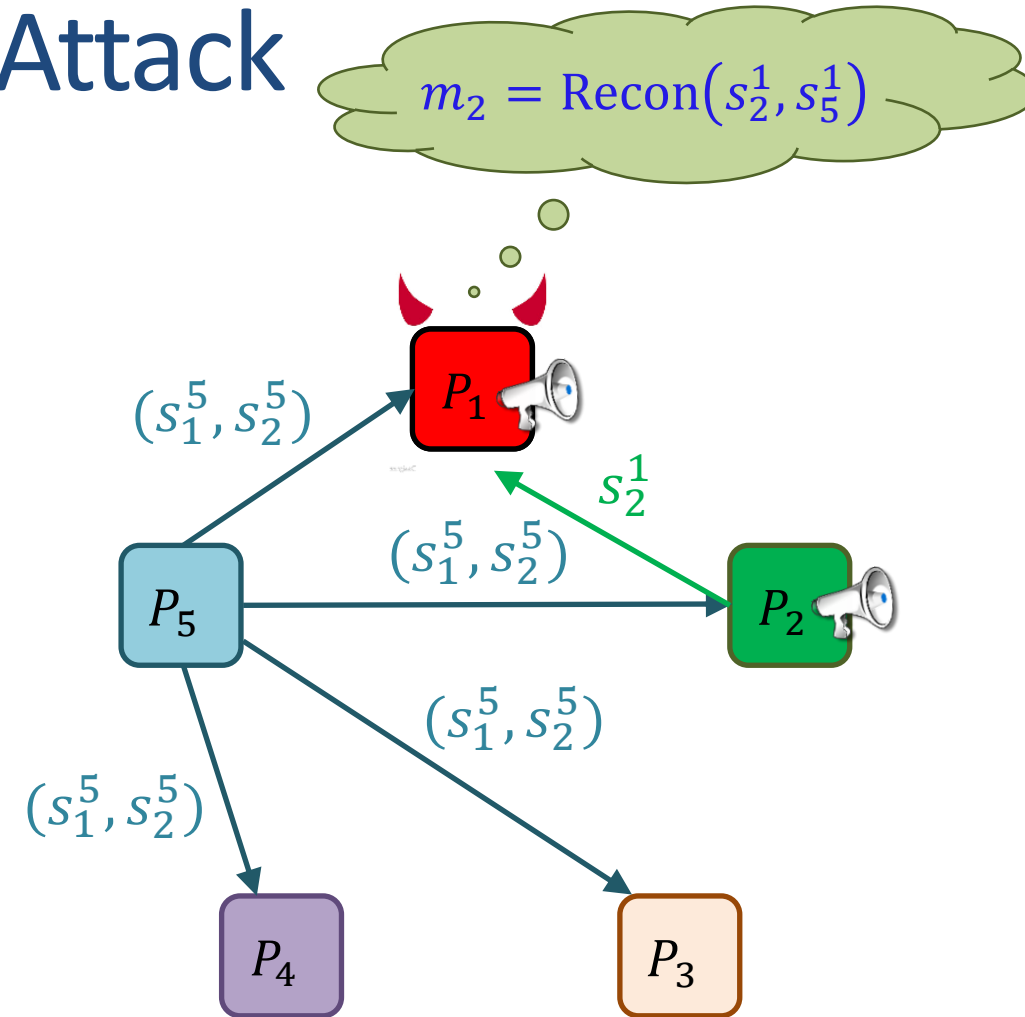 Attack
m₂ = Recon(s₂¹, s₅¹)
P₁
(s₁⁵, s₂⁵)
s₂¹
(s₁⁵, s₂⁵)
P₅
P₂
(s₁⁵, s₂⁵)
(s₁⁵, s₂⁵)
P₄
P₃